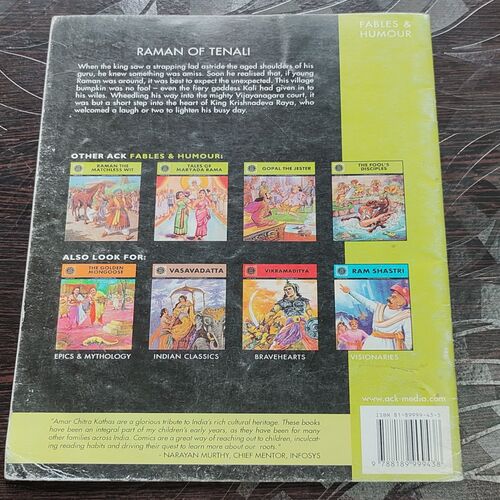 FABLES &
HUMOUR
RAMAN OF TENALI
When the king saw a strapping lad astride the aged shoulders of his
guru, he knew something was amiss. Soon he realised that, if young
Raman was around, it was best to expect the unexpected. This village
bumpkin was no fool – even the fiery goddess Kali had given in to
his wiles. Wheedling his way into the mighty Vijayanagara court, it
was but a short step into the heart of King Krishnadeva Raya, who
welcomed a laugh or two to lighten his busy day.
OTHER ACK FABLES & HUMOUR:
RAMAN THE
MATCHLESS WIT
TALES OF
MARYADA RAMA
GOPAL THE JESTER
THE FOOL'S
DISCIPLES
ALSO LOOK FOR:
THE GOLDEN
MONGOOSE
VASAVADATTA
VIKRAMADITYA
RAM SHASTRI
EPICS & MYTHOLOGY
INDIAN CLASSICS
BRAVEHEARTS
VISIONARIES
www.ack-media.com
ISBN 81-89999-43-5
9 788189 999438
"Amar Chitra Kathas are a glorious tribute to India's rich cultural heritage. These books
have been an integral part of my children's early years, as they have been for many
other families across India. Comics are a great way of reaching out to children, inculcat-
ing reading habits and driving their quest to learn more about our roots."
- NARAYAN MURTHY, CHIEF MENTOR, INFOSYS